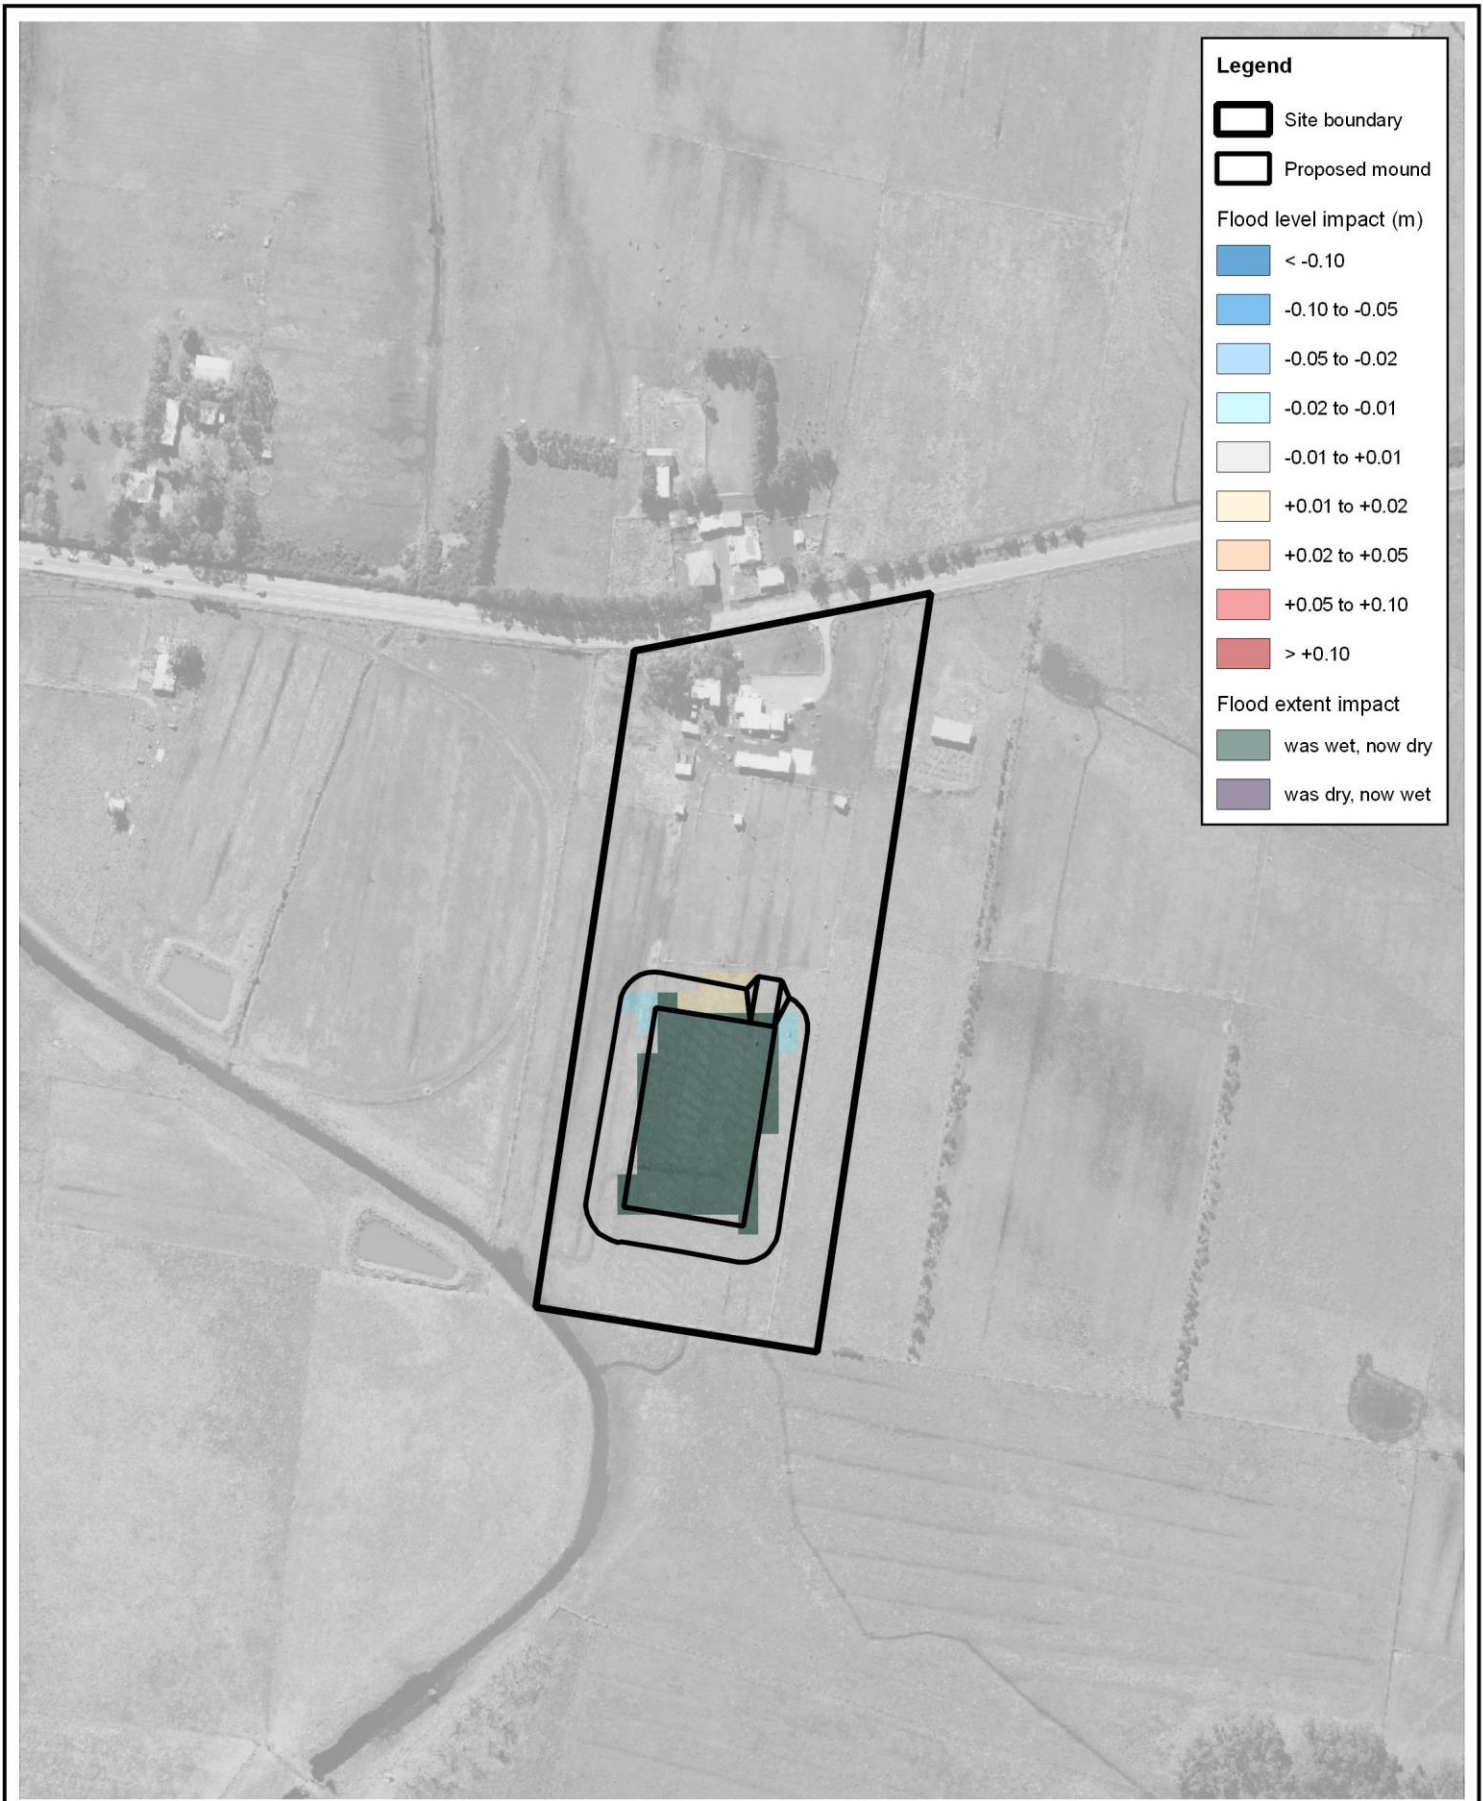 Legend
Site boundary
Proposed mound
Flood level impact (m)
< -0.10
-0.10 to -0.05
-0.05 to -0.02
-0.02 to -0.01
-0.01 to +0.01
+0.01 to +0.02
+0.02 to +0.05
+0.05 to +0.10
> +0.10
Flood extent impact
was wet, now dry
was dry, now wet